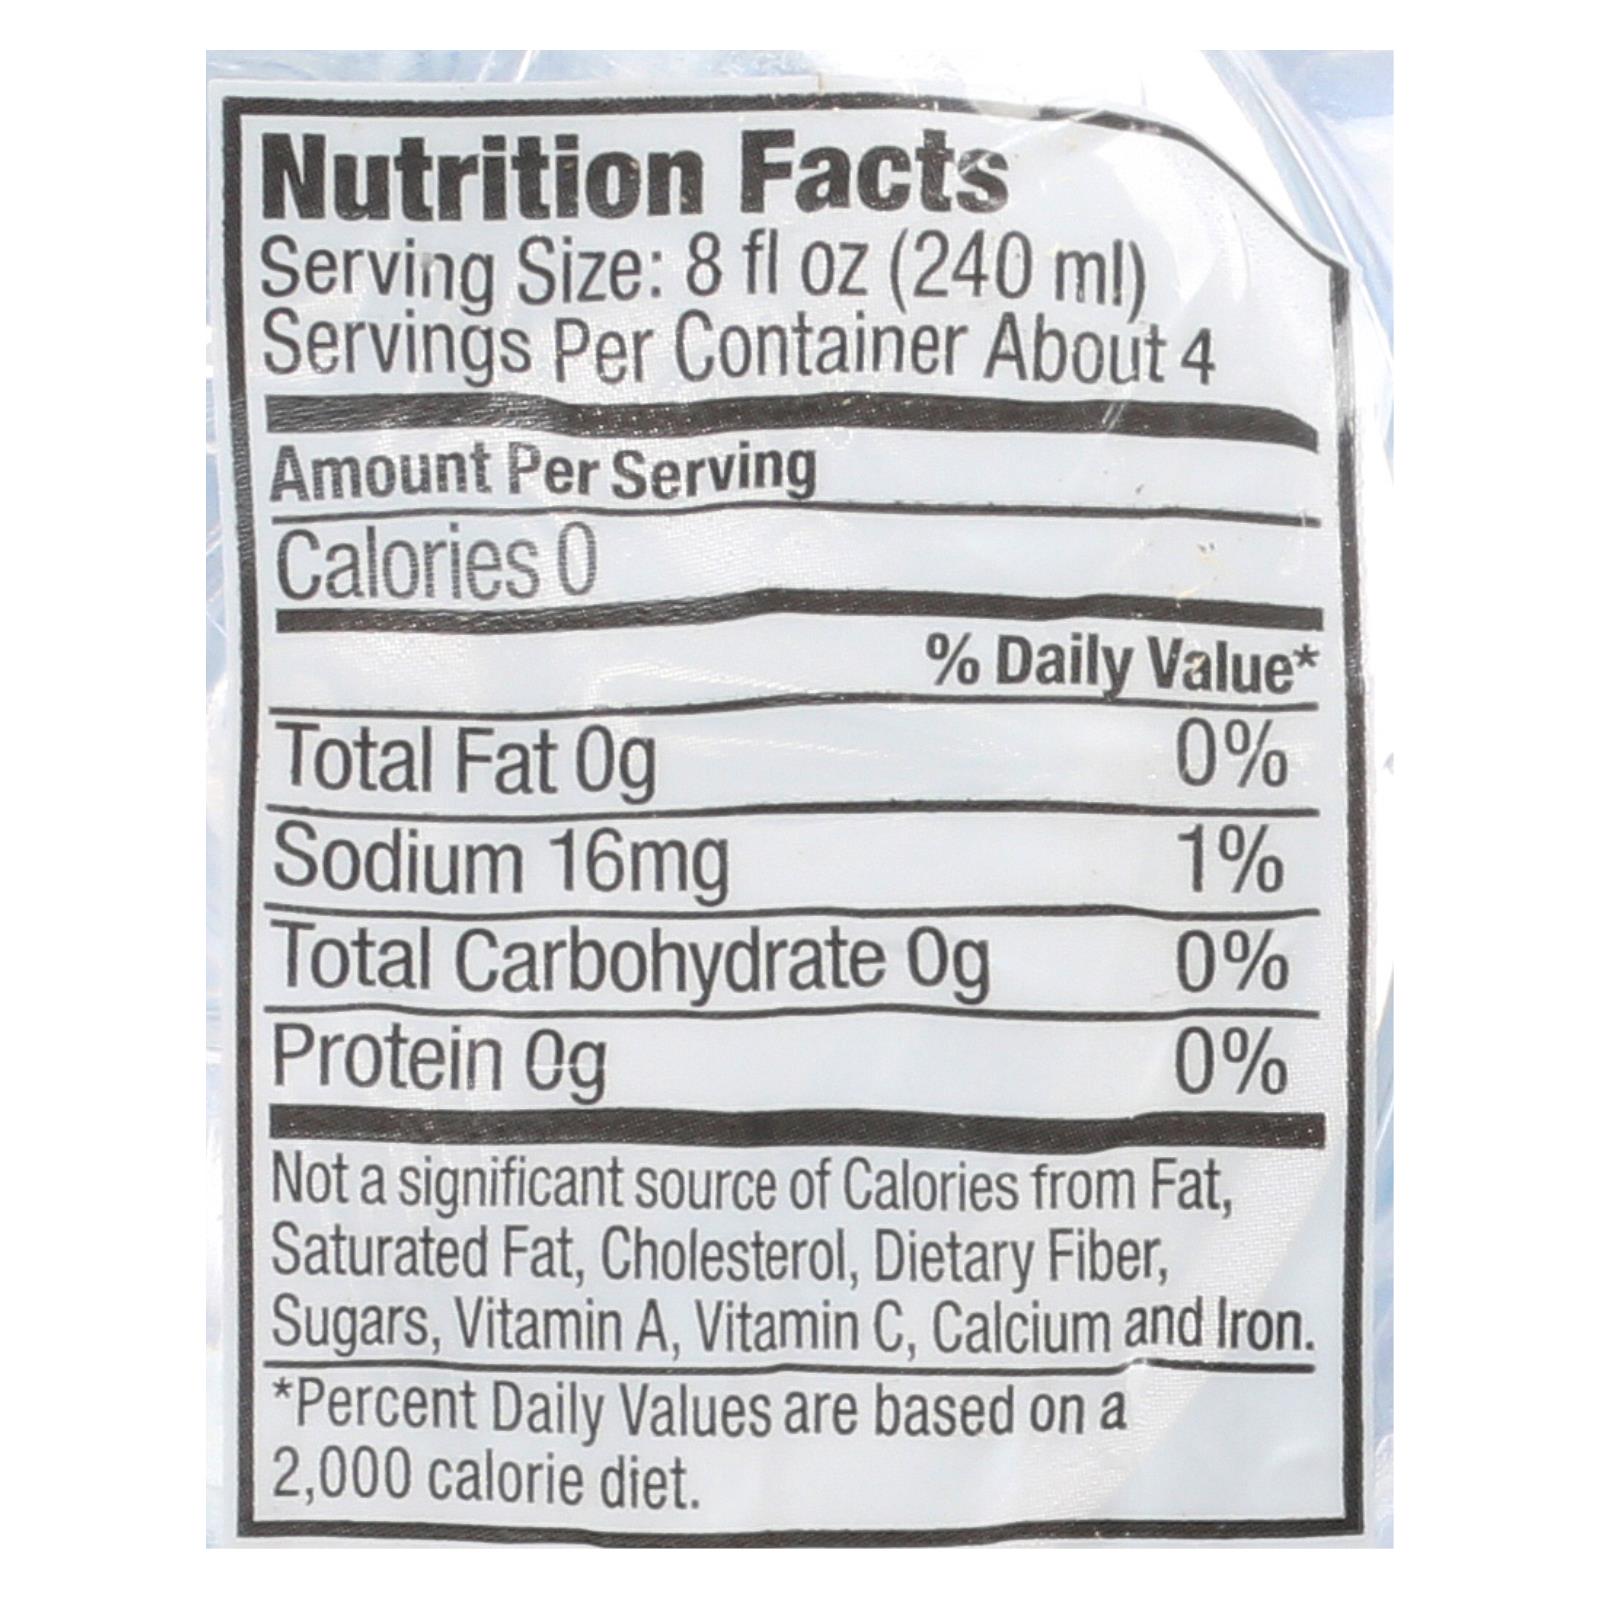 Nutrition Facts
Serving Size: 8 fl oz (240 ml)
Servings Per Container About 4
Amount Per Serving
Calories 0
% Daily Value*
Total Fat 0g 0%
Sodium 16mg 1%
Total Carbohydrate 0g 0%
Protein 0g 0%
Not a significant source of Calories from Fat,
Saturated Fat, Cholesterol, Dietary Fiber,
Sugars, Vitamin A, Vitamin C, Calcium and Iron.
*Percent Daily Values are based on a
2,000 calorie diet.